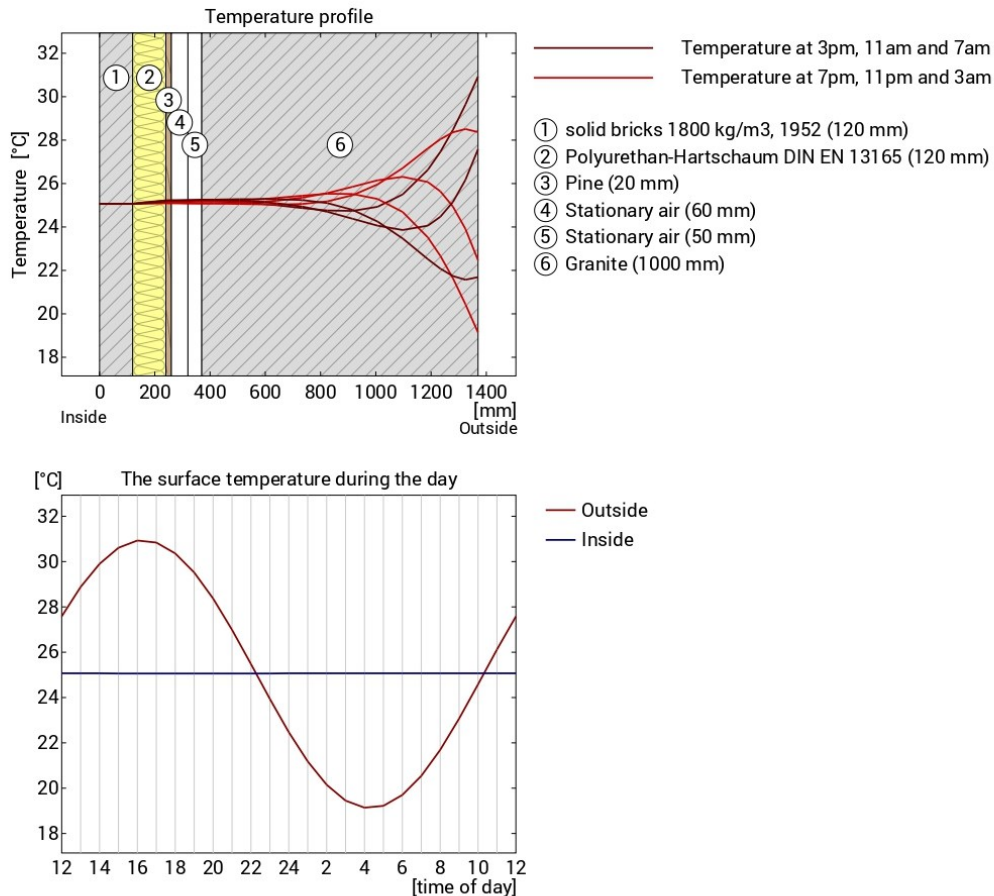 Temperature profile
Temperature [°C]
32
30
28
26
24
22
20
18
1
2
3
4
5
6
0 200 400 600 800 1000 1200 1400
[mm]
Inside
Outside
Temperature at 3pm, 11am and 7am
Temperature at 7pm, 11pm and 3am
1 solid bricks 1800 kg/m3, 1952 (120 mm)
2 Polyurethan-Hartschaum DIN EN 13165 (120 mm)
3 Pine (20 mm)
4 Stationary air (60 mm)
5 Stationary air (50 mm)
6 Granite (1000 mm)
[°C] The surface temperature during the day
32
30
28
26
24
22
20
18
12 14 16 18 20 22 24 2 4 6 8 10 12
[time of day]
Outside
Inside